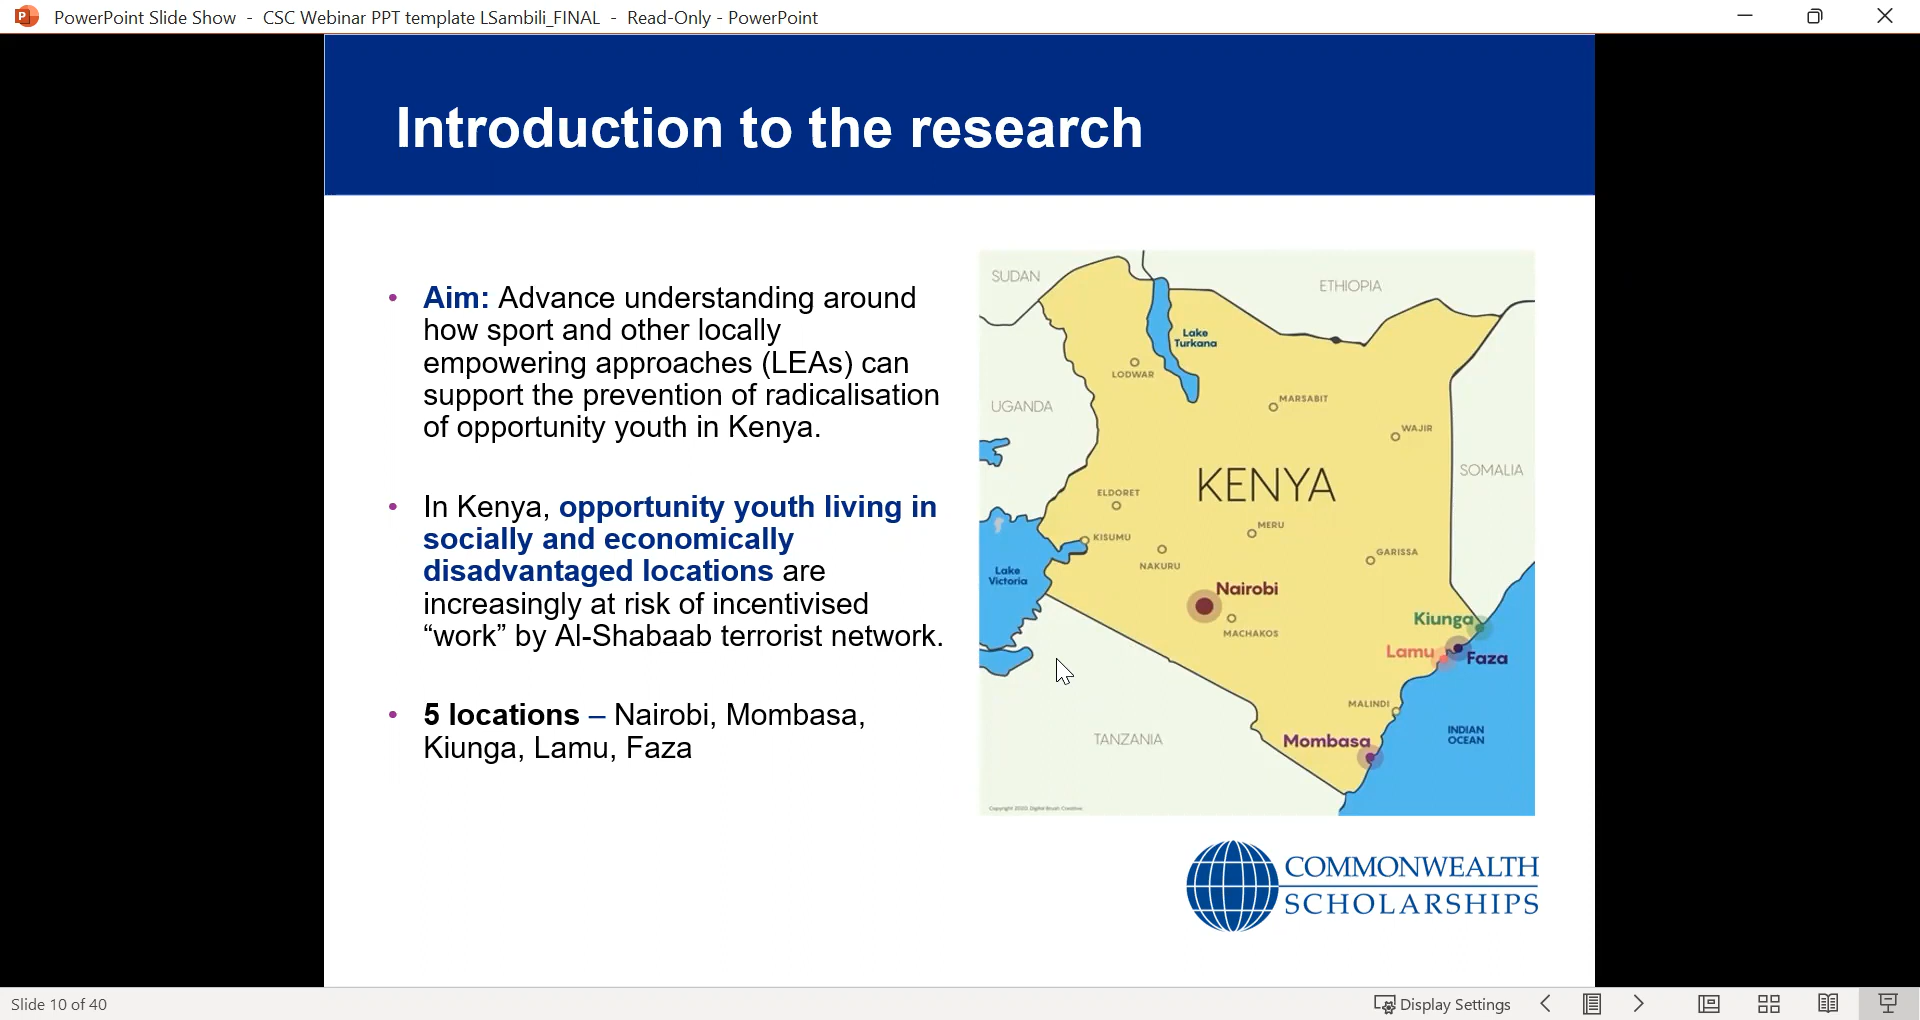 PowerPoint Slide Show - CSC Webinar PPT template LSambili_FINAL - Read-Only - PowerPoint
Introduction to the research
• Aim: Advance understanding around
how sport and other locally
empowering approaches (LEAs) can
support the prevention of radicalisation
of opportunity youth in Kenya.
• In Kenya, opportunity youth living in
socially and economically
disadvantaged locations are
increasingly at risk of incentivised
“work” by Al-Shabaab terrorist network.
• 5 locations – Nairobi, Mombasa,
Kiunga, Lamu, Faza
SUDAN
ETHIOPIA
Lake
Turkana
LODWAR
MARSABIT
UGANDA
WAJIR
SOMALIA
KENYA
ELDORET
MERU
KISUMU
GARISSA
NAKURU
Lake
Victoria
Nairobi
Kiunga
MACHAKOS
Lamu
Faza
MALINDI
INDIAN
OCEAN
TANZANIA
Mombasa
Copyright 2020 Digital Brush Creative
COMMONWEALTH
SCHOLARSHIPS
Slide 10 of 40
Display Settings